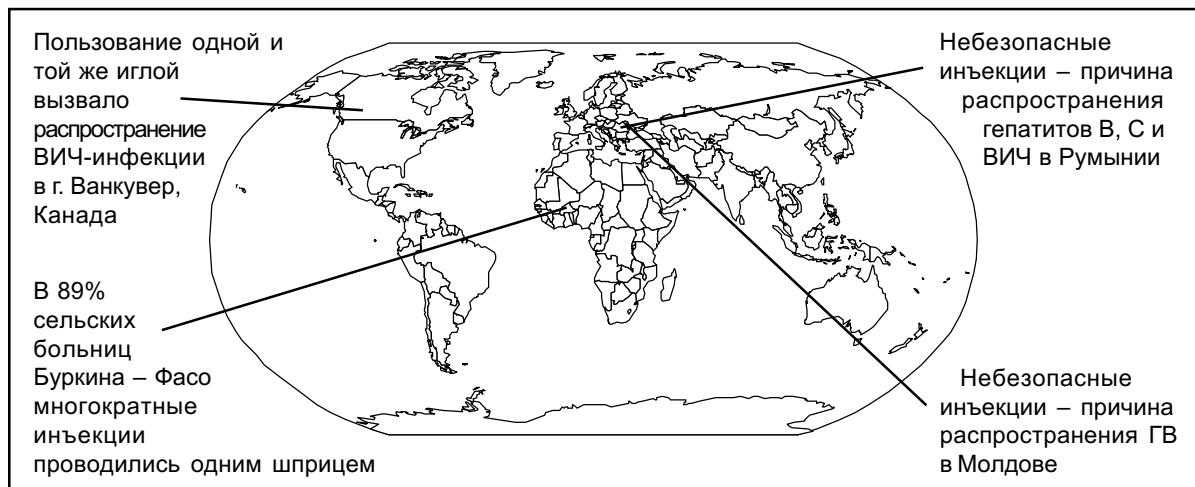 Пользование одной и
той же иглой
вызвало
распространение
ВИЧ-инфекции
в г. Ванкувер,
Канада
В 89%
сельских
больниц
Буркина – Фасо
многократные
инъекции
проводились одним шприцем
Небезопасные
инъекции – причина
распространения
гепатитов В, С и
ВИЧ в Румынии
Небезопасные
инъекции – причина
распространения ГВ
в Молдове